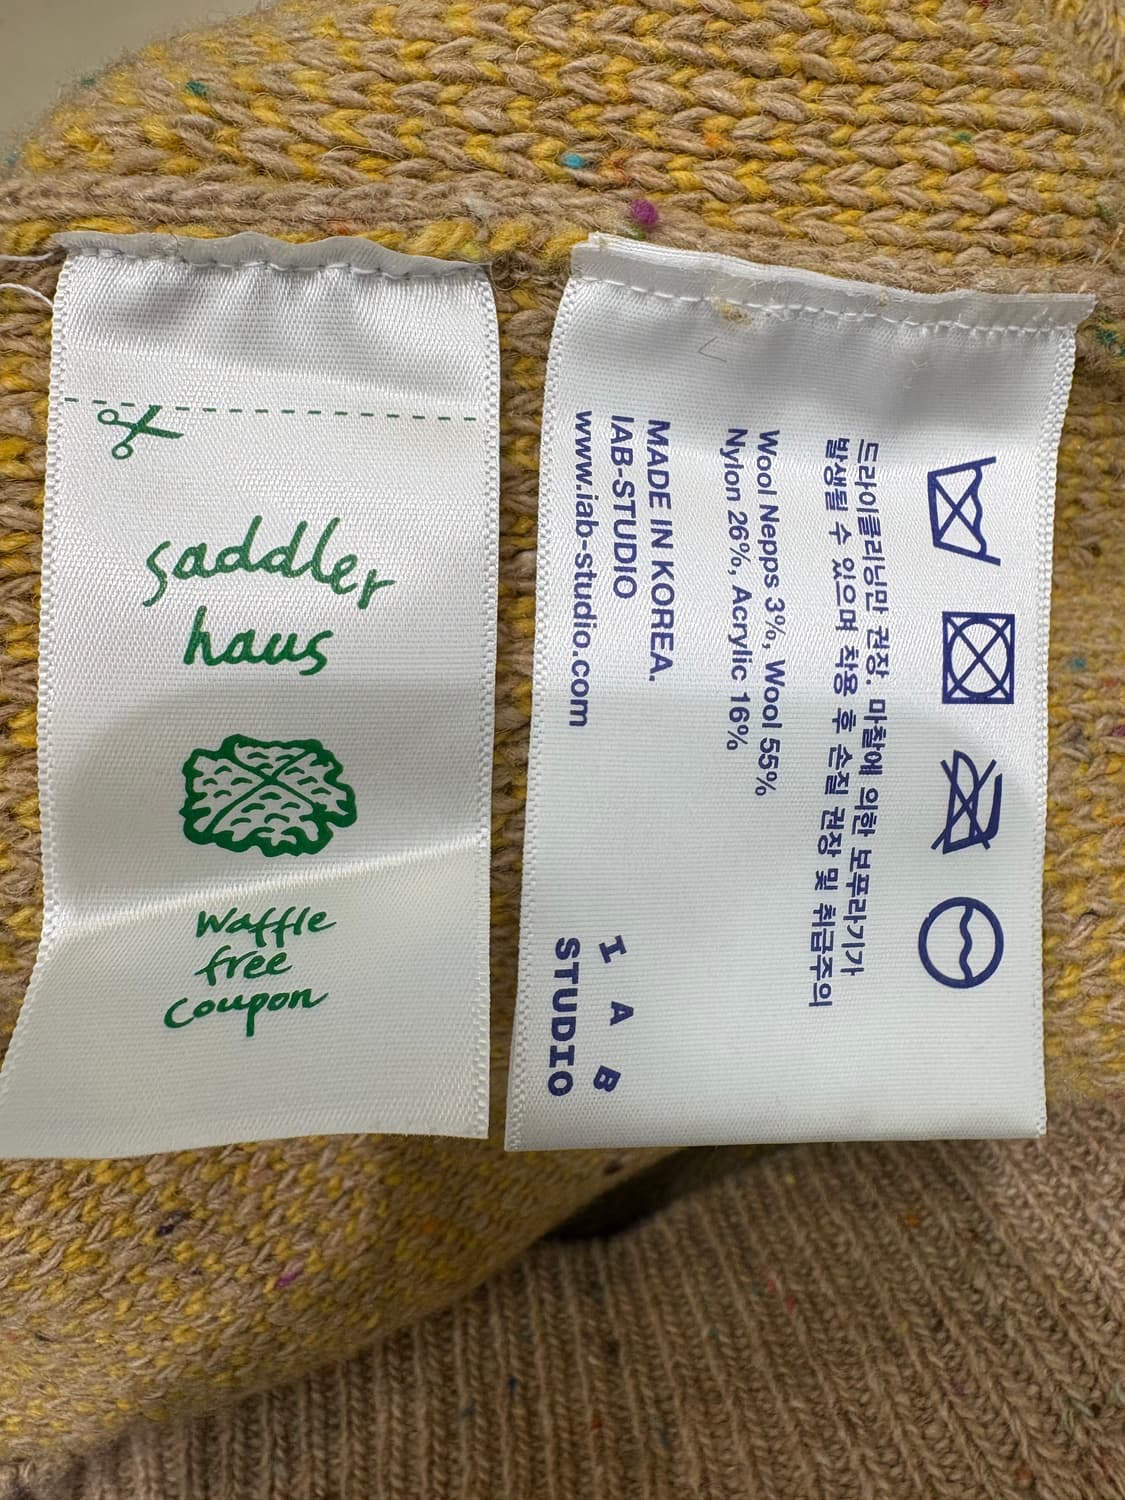 saddler
haus
Waffle
free
coupon
드라이클리닝만 권장. 마찰에 의한 보푸라기가
발생될 수 있으며 착용 후 손질 권장 및 취급주의
Wool Nepps 3%, Wool 55%
Nylon 26%, Acrylic 16%
MADE IN KOREA.
IAB-STUDIO
www.iab-studio.com
I A B
STUDIO